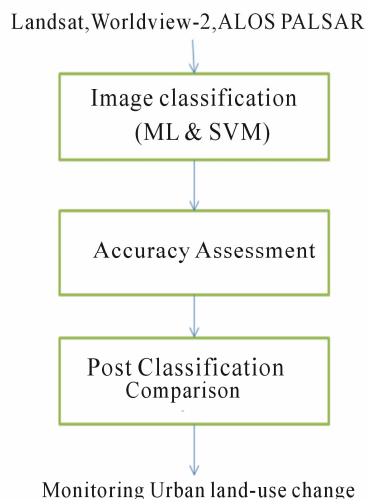 Landsat,Worldview-2,ALOS PALSAR
Image classification
(ML & SVM)
Accuracy Assessment
Post Classification
Comparison
Monitoring Urban land-use change